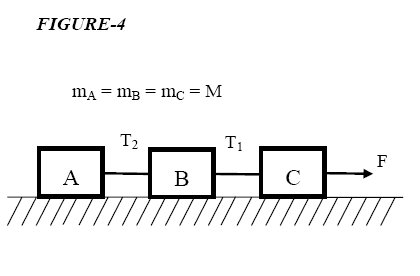 FIGURE-4
mA = mB = mC = M
T2
T1
F
A
B
C